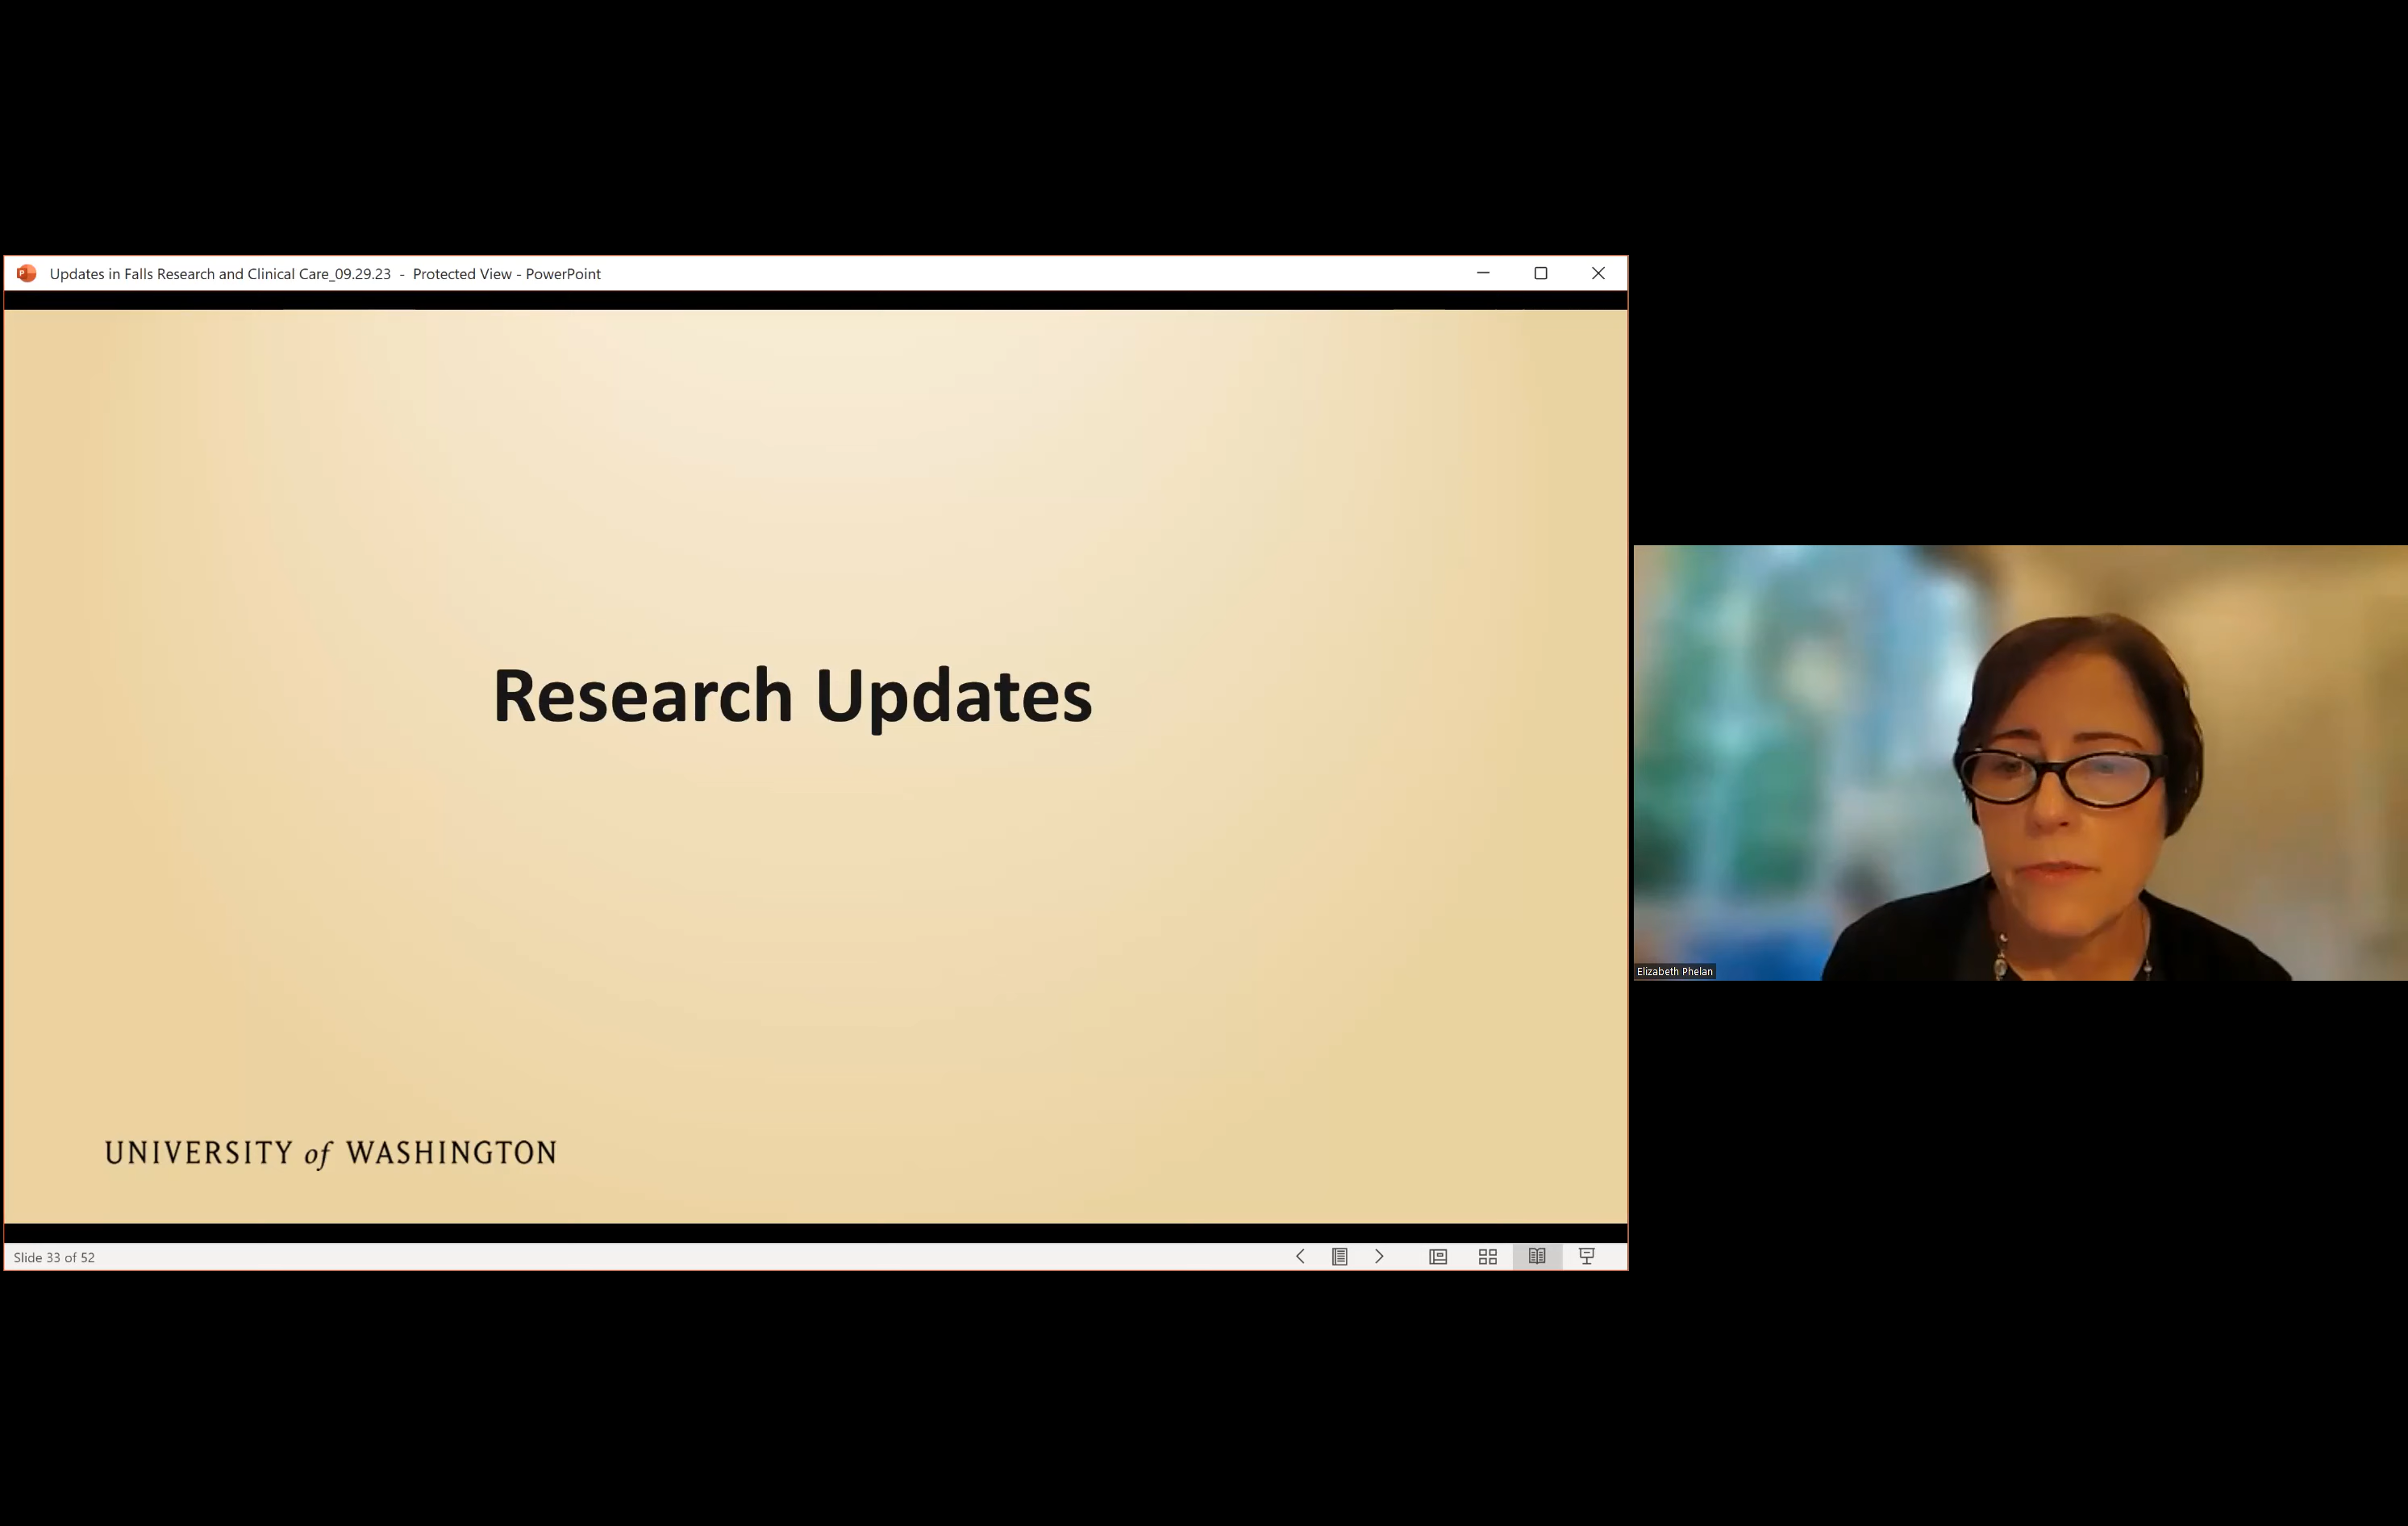 Updates in Falls Research and Clinical Care_09.29.23 - Protected View - PowerPoint
Research Updates
UNIVERSITY of WASHINGTON
Elizabeth Phelan
Slide 33 of 52